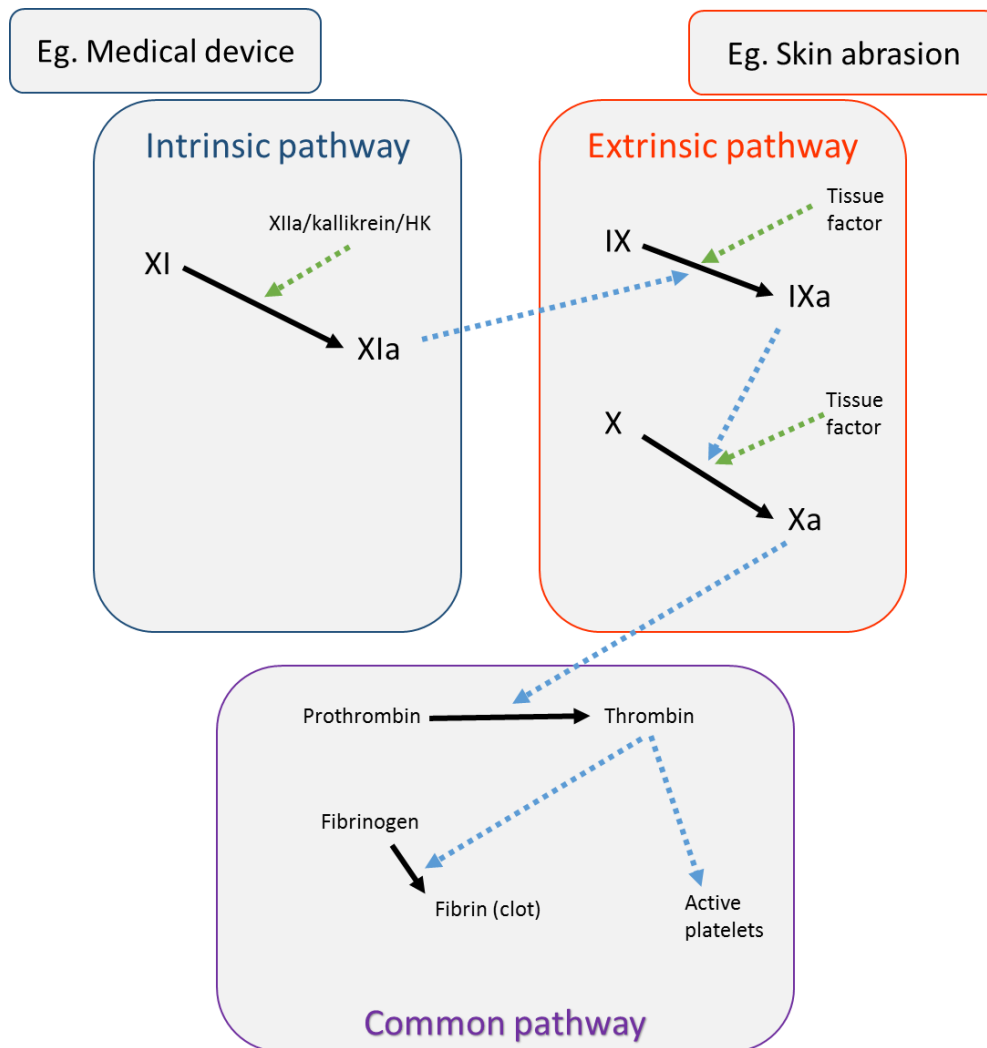 Eg. Medical device
Eg. Skin abrasion
Intrinsic pathway
XIIa/kallikrein/HK
XI
XIa
Extrinsic pathway
Tissue
factor
IX
IXa
Tissue
factor
X
Xa
Prothrombin
Thrombin
Fibrinogen
Fibrin (clot)
Active
platelets
Common pathway